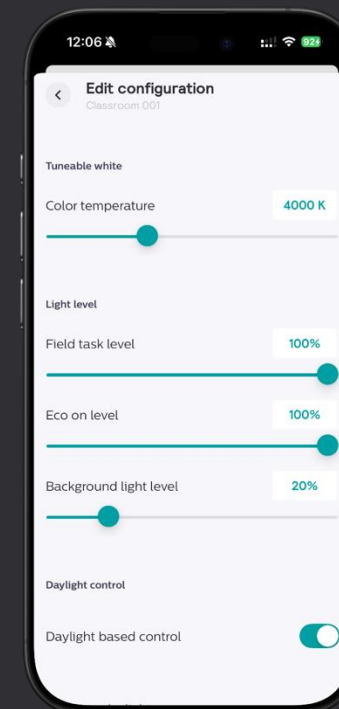 12:06
92
Edit configuration
Classroom 001
Tuneable white
Color temperature 4000 K
Light level
Field task level 100%
Eco on level 100%
Background light level 20%
Daylight control
Daylight based control